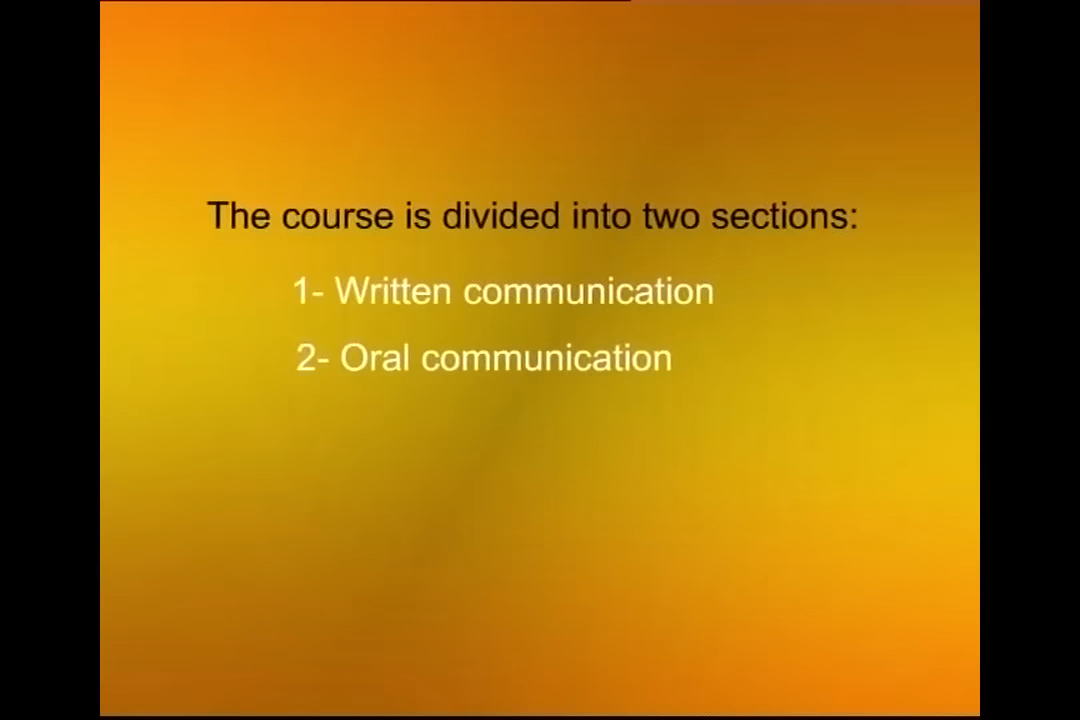 The course is divided into two sections:
1- Written communication
2- Oral communication